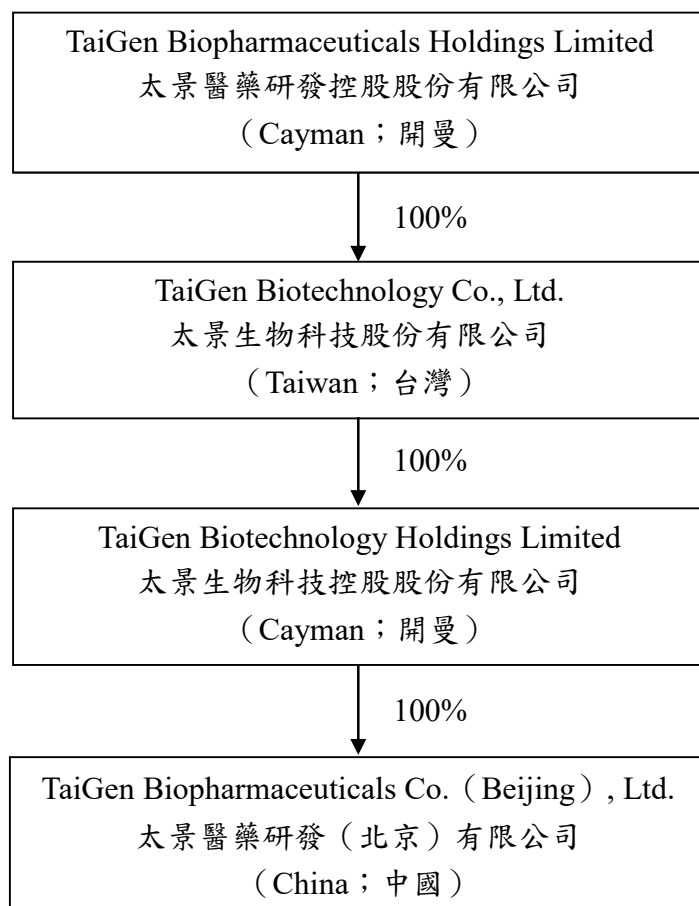 TaiGen Biopharmaceuticals Holdings Limited
太景醫藥研發控股股份有限公司
（Cayman；開曼）
100%
TaiGen Biotechnology Co., Ltd.
太景生物科技股份有限公司
（Taiwan；台灣）
100%
TaiGen Biotechnology Holdings Limited
太景生物科技控股股份有限公司
（Cayman；開曼）
100%
TaiGen Biopharmaceuticals Co.（Beijing）, Ltd.
太景醫藥研發（北京）有限公司
（China；中國）